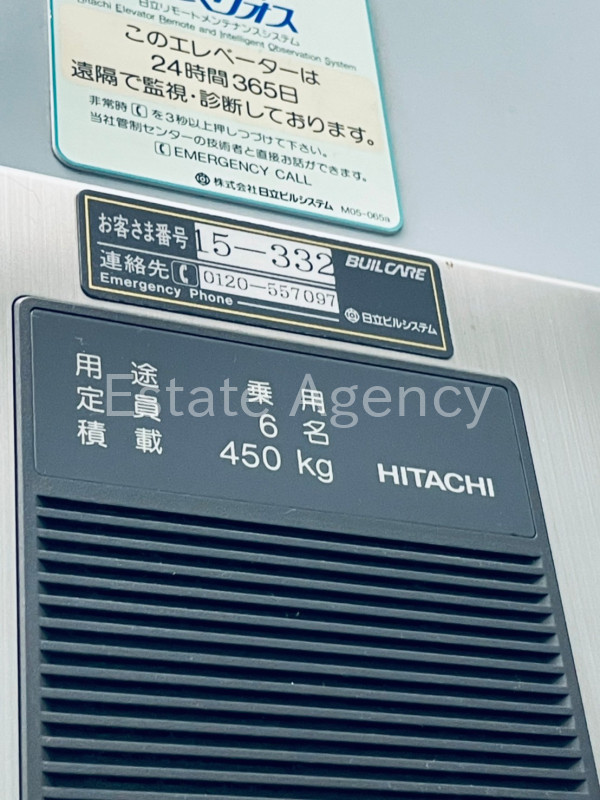 日立リモートメンテナンスシステム
Hitachi Elevator Remote and Intelligent Observation System
このエレベーターは
24時間365日
遠隔で監視・診断しております。
非常時 を3秒以上押しつづけて下さい。
当社管制センターの技術者と直接お話ができます。
EMERGENCY CALL
株式会社日立ビルシステム M05-065a
お客さま番号 15-332 BUILCARE
連絡先 0120-557097
Emergency Phone
日立ビルシステム
用途 乗用
定員 6名
積載 450 kg
HITACHI
Estate Agency